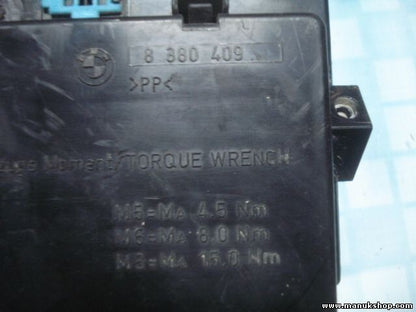 8 380 409
>PP<
Moment/TORQUE WRENCH
M5=MA 4.5 Nm
M6=MA 8.0 Nm
M8=MA 15.0 Nm
www.manukshop.com